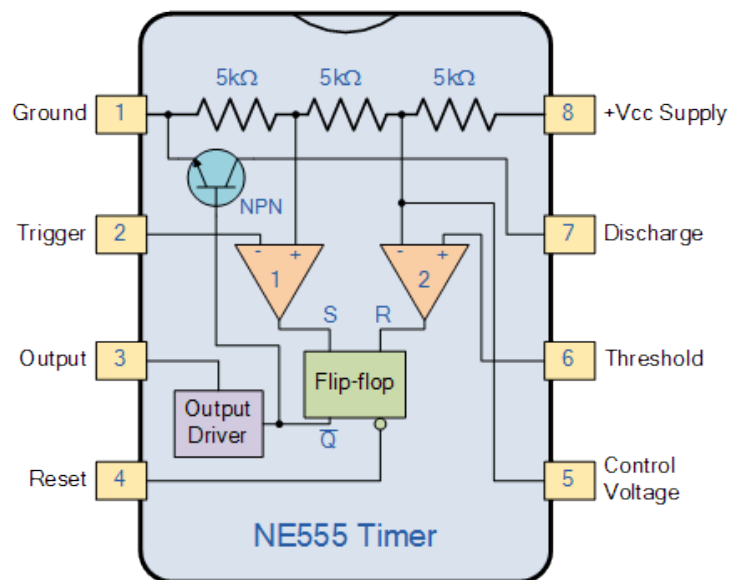 5kΩ 5kΩ 5kΩ
Ground 1
8 +Vcc Supply
NPN
Trigger 2
- +
- +
7 Discharge
1
2
S R
Output 3
6 Threshold
Flip-flop
Output
Driver
Q̅
Reset 4
5 Control
Voltage
NE555 Timer